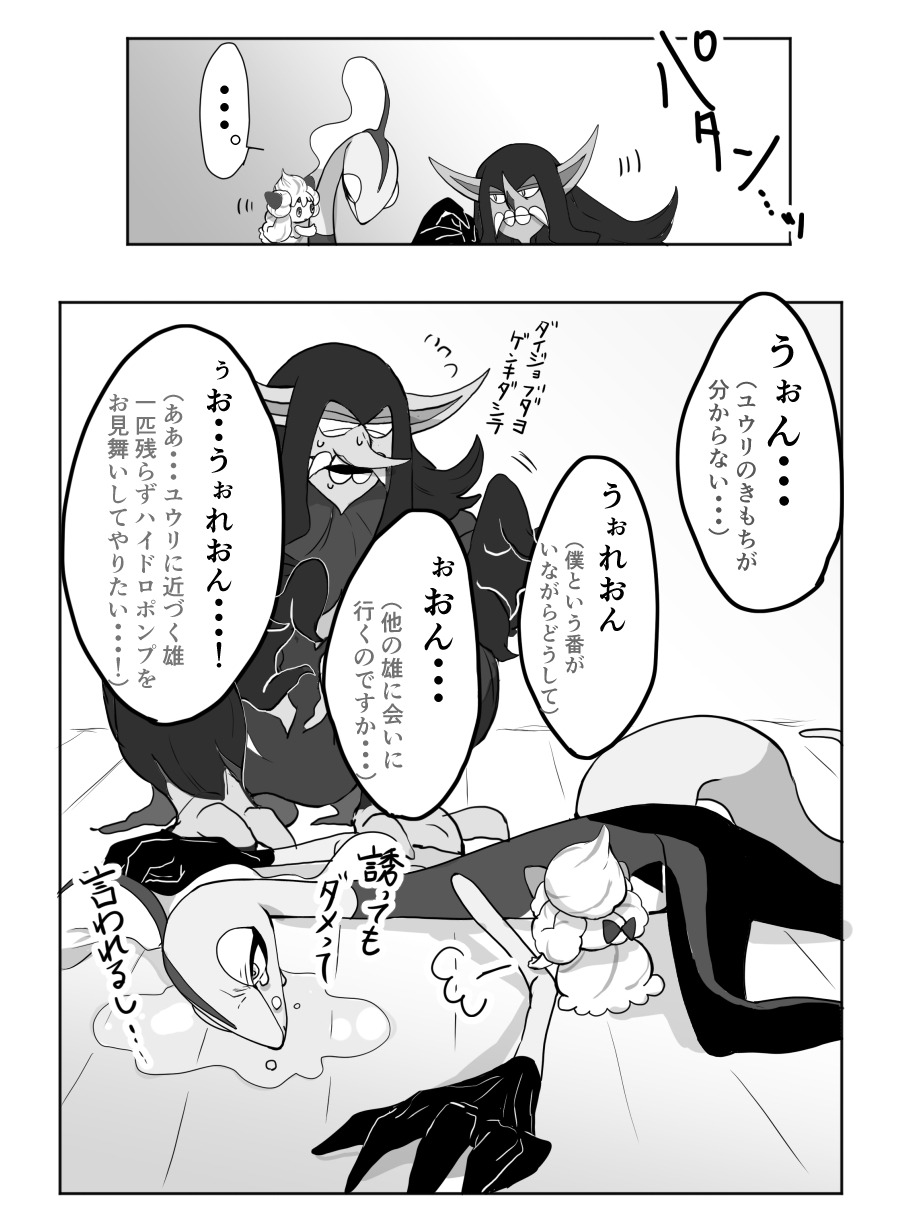 パタンッ
・・・。
うぉん・・・
(ユウリのきもちが
分からない・・・)
ダイジョブダヨ
ゲンキダシテ
うぉれおん
(僕という番が
いながらどうして)
ぉおん・・・
(他の雄に会いに
行くのですか・・・)
ぅお・・うぉれおん・・・・!
(ああ・・・ユウリに近づく雄
一匹残らずハイドロポンプを
お見舞いしてやりたい・・・・!)
誘っても
ダメって
言われるし・・・